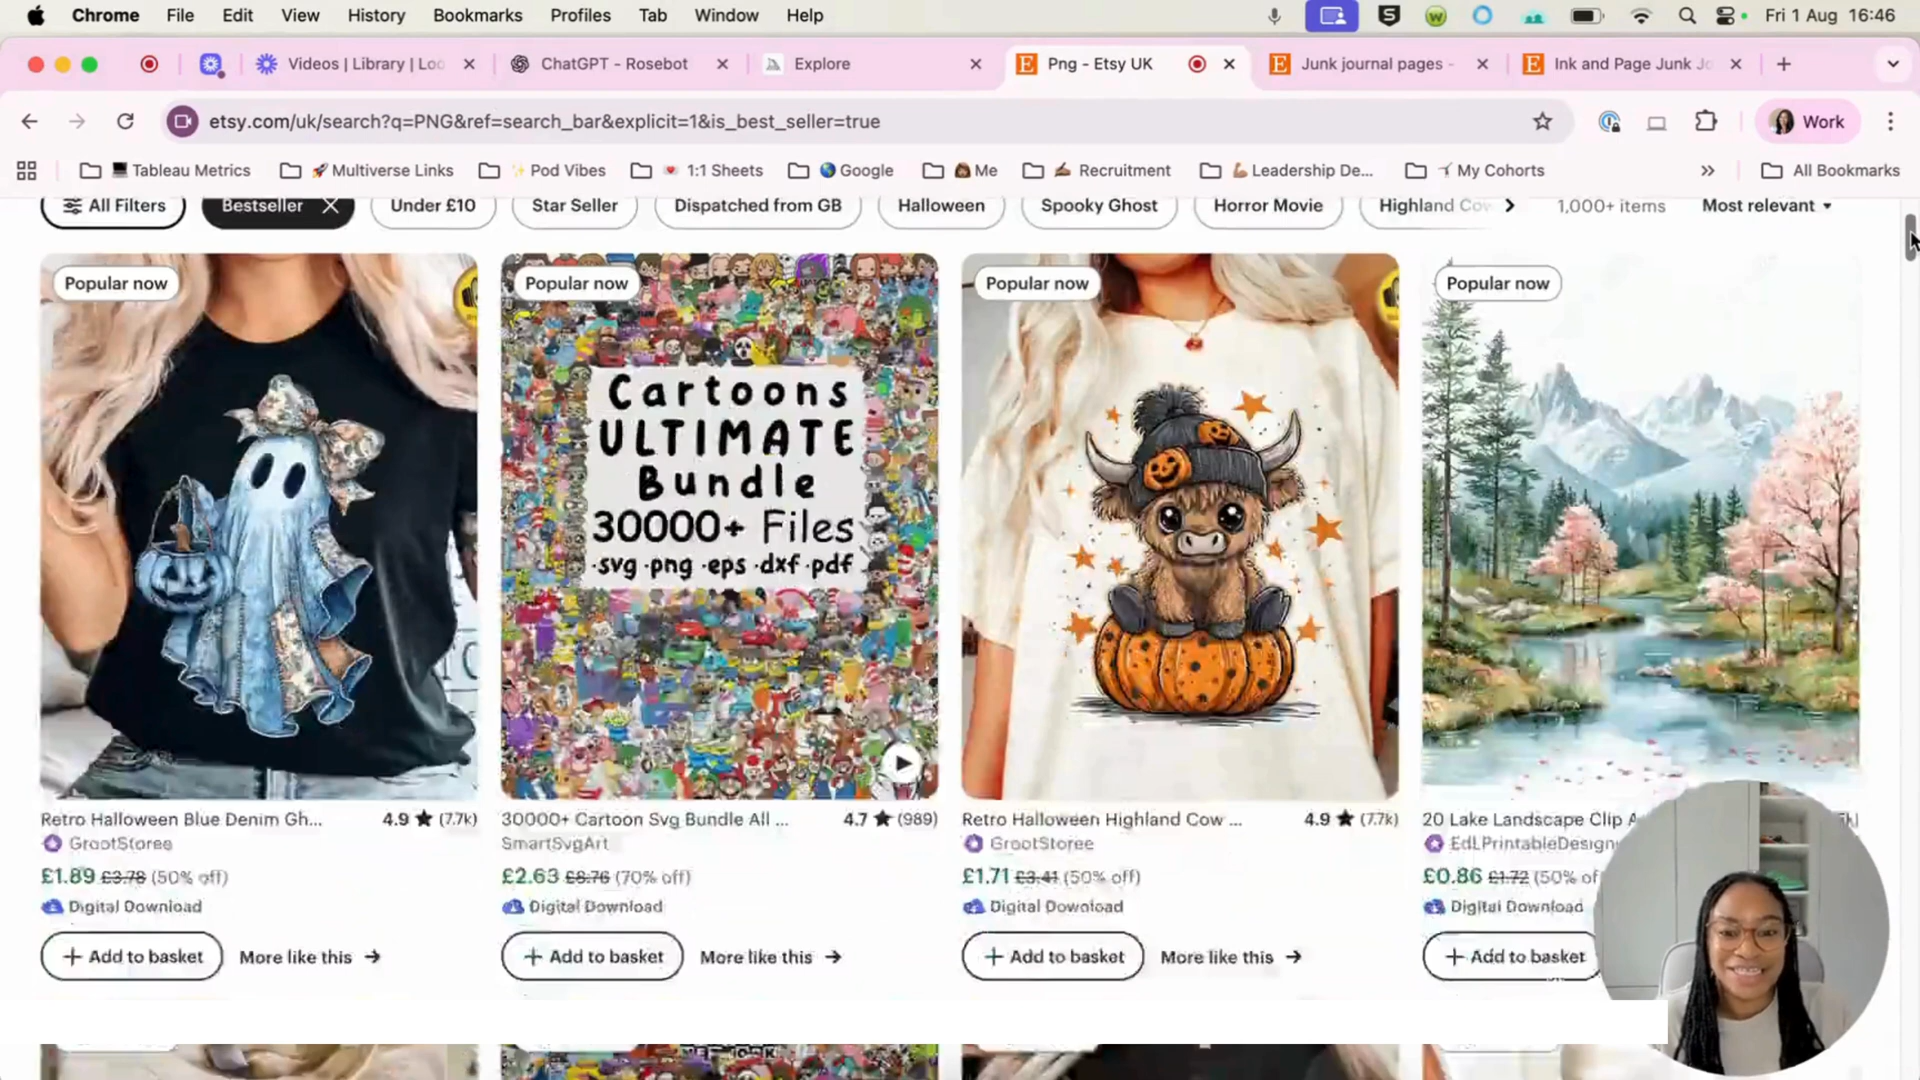 Chrome File Edit View History Bookmarks Profiles Tab Window Help Fri 1 Aug 16:46
Videos | Library | Loo ChatGPT - Rosebot Explore Png - Etsy UK Junk journal pages - Ink and Page Junk Jo
etsy.com/uk/search?q=PNG&ref=search_bar&explicit=1&is_best_seller=true Work
Tableau Metrics Multiverse Links Pod Vibes 1:1 Sheets Google Me Recruitment Leadership De... My Cohorts All Bookmarks
All Filters Bestseller Under £10 Star Seller Dispatched from GB Halloween Spooky Ghost Horror Movie Highland Cow 1,000+ items Most relevant
Popular now Popular now Popular now Popular now
Cartoons
ULTIMATE
Bundle
30000+ Files
·svg ·png ·eps ·dxf ·pdf
Retro Halloween Blue Denim Gh... 4.9 ★ (7.7k) 30000+ Cartoon Svg Bundle All ... 4.7 ★ (989) Retro Halloween Highland Cow ... 4.9 ★ (7.7k) 20 Lake Landscape Clip A
GrootStoree SmartSvgArt GrootStoree EdLPrintableDesign
£1.89 £3.78 (50% off) £2.63 £8.76 (70% off) £1.71 £3.41 (50% off) £0.86 £1.72 (50% of
Digital Download Digital Download Digital Download Digital Download
+ Add to basket More like this → + Add to basket More like this → + Add to basket More like this → + Add to basket